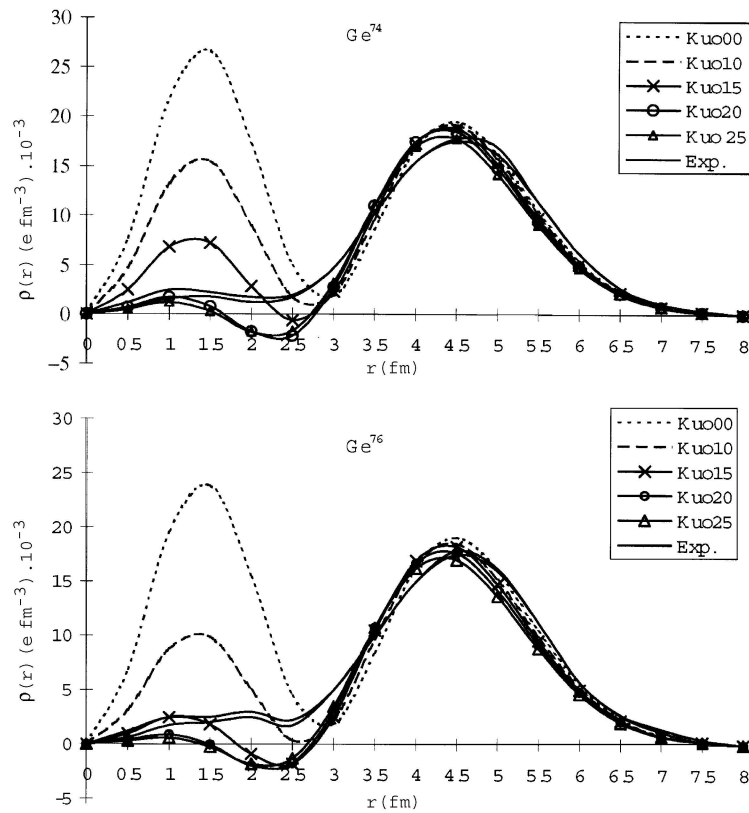 Ge⁷⁴
ρ(r) (e fm⁻³).10⁻³
30
25
20
15
10
5
0
−5
Kuo00
Kuo10
Kuo15
Kuo20
Kuo 25
Exp.
0 0.5 1 1.5 2 2.5 3 3.5 4 4.5 5 5.5 6 6.5 7 7.5 8
r(fm)
Ge⁷⁶
ρ(r) (e fm⁻³).10⁻³
30
25
20
15
10
5
0
−5
Kuo00
Kuo10
Kuo15
Kuo20
Kuo25
Exp.
0 0.5 1 1.5 2 2.5 3 3.5 4 4.5 5 5.5 6 6.5 7 7.5 8
r(fm)